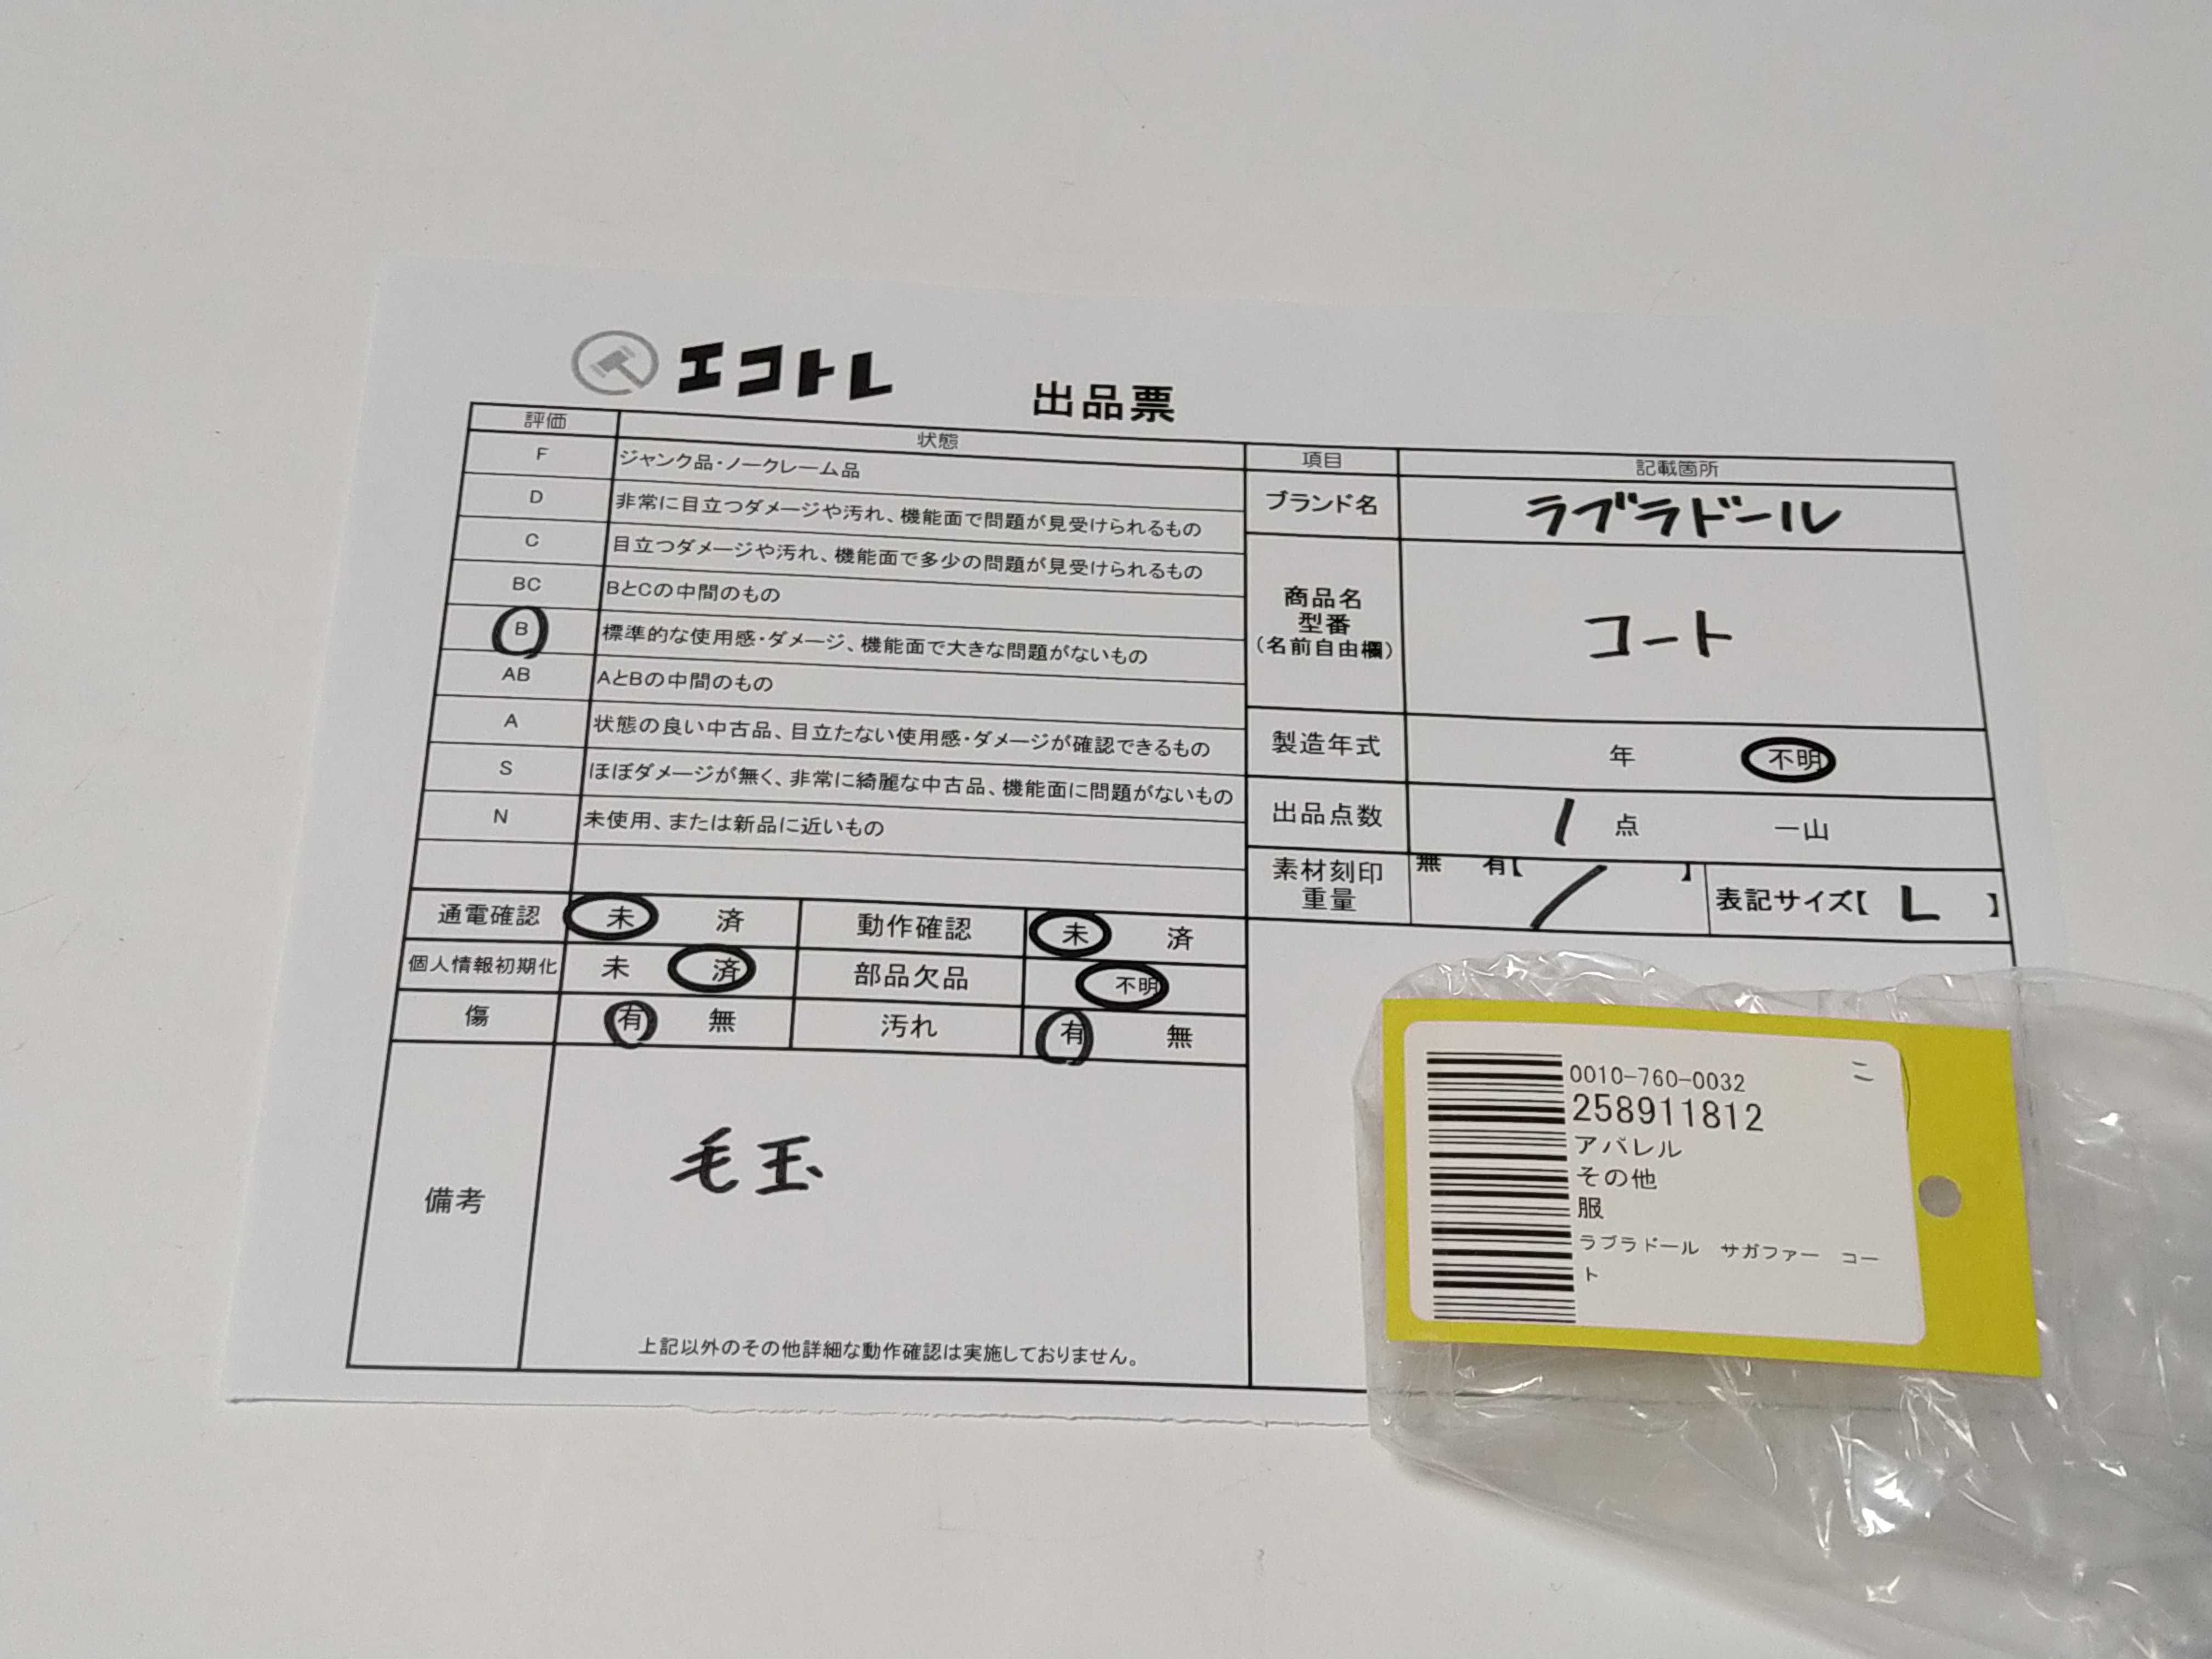 エコトレ 出品票
評価 状態
F ジャンク品・ノークレーム品
D 非常に目立つダメージや汚れ、機能面で問題が見受けられるもの
C 目立つダメージや汚れ、機能面で多少の問題が見受けられるもの
BC BとCの中間のもの
B 標準的な使用感・ダメージ、機能面で大きな問題がないもの
AB AとBの中間のもの
A 状態の良い中古品、目立たない使用感・ダメージが確認できるもの
S ほぼダメージが無く、非常に綺麗な中古品、機能面に問題がないもの
N 未使用、または新品に近いもの
通電確認 未 済 動作確認 未 済
個人情報初期化 未 済 部品欠品 不明
傷 有 無 汚れ 有 無
備考 毛玉
上記以外のその他詳細な動作確認は実施しておりません。
項目 記載箇所
ブランド名 ラブラドール
商品名
型番
(名前自由欄)
コート
製造年式 年 不明
出品点数 1 点 一山
素材刻印
重量
無 有【 】
表記サイズ【 L 】
0010-760-0032 ニ
258911812
アパレル
その他
服
ラブラドール サガファー コー
ト